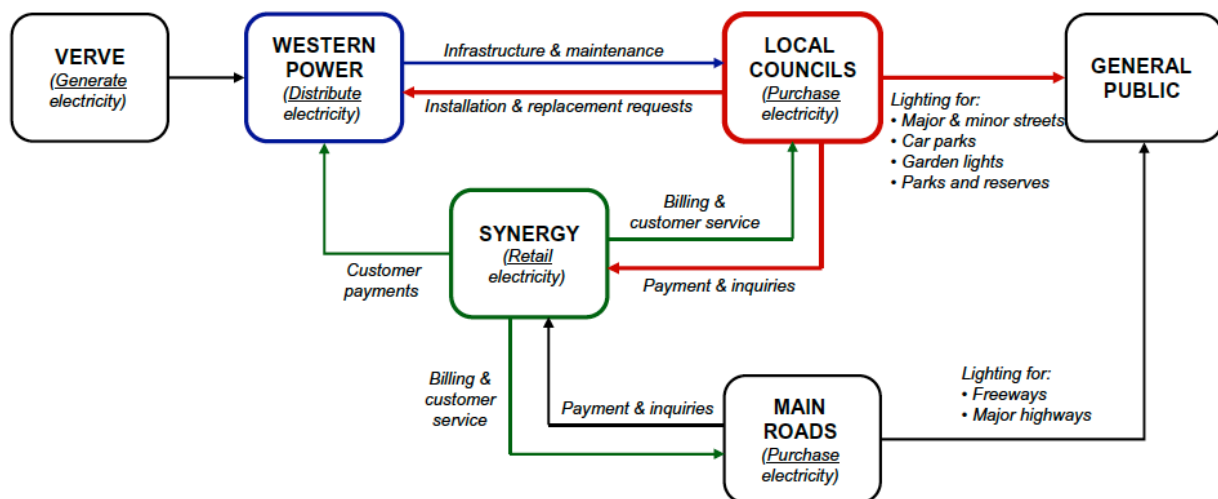 VERVE
(Generate
electricity)
WESTERN
POWER
(Distribute
electricity)
Infrastructure & maintenance
Installation & replacement requests
LOCAL
COUNCILS
(Purchase
electricity)
Lighting for:
• Major & minor streets
• Car parks
• Garden lights
• Parks and reserves
GENERAL
PUBLIC
Customer
payments
SYNERGY
(Retail
electricity)
Billing &
customer service
Payment & inquiries
Billing &
customer
service
Payment & inquiries
MAIN
ROADS
(Purchase
electricity)
Lighting for:
• Freeways
• Major highways